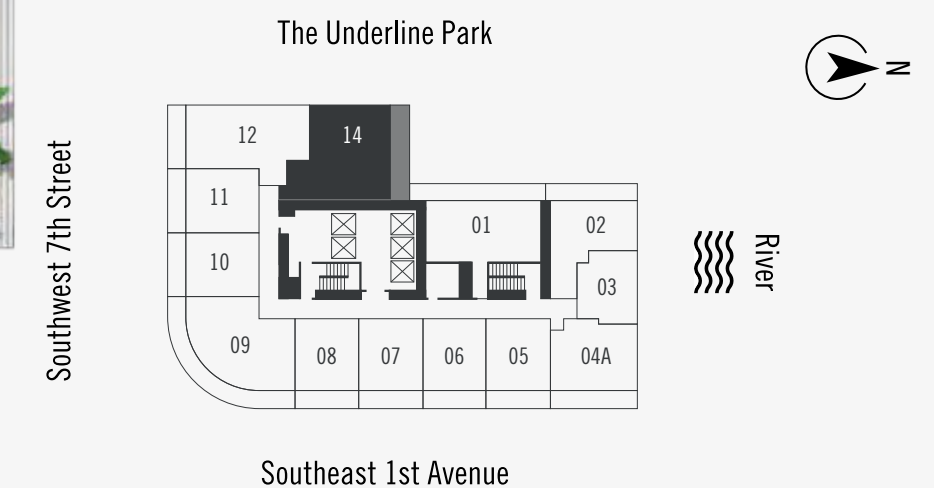 The Underline Park
N
12
14
Southwest 7th Street
11
01
02
10
River
03
09
08
07
06
05
04A
Southeast 1st Avenue